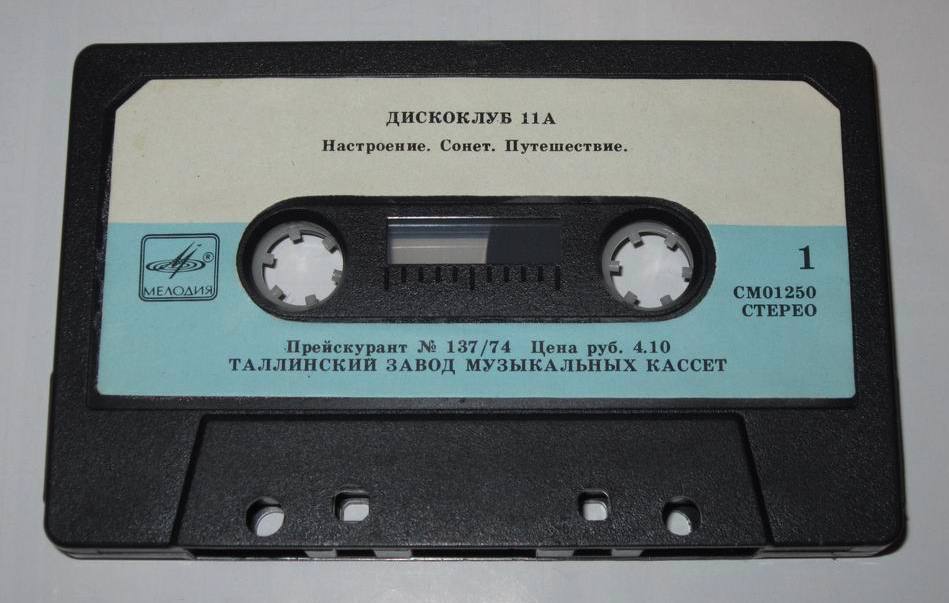 ДИСКОКЛУБ 11А
Настроение. Сонет. Путешествие.
®
МЕЛОДИЯ
1
СМ01250
СТЕРЕО
Прейскурант № 137/74 Цена руб. 4.10
ТАЛЛИНСКИЙ ЗАВОД МУЗЫКАЛЬНЫХ КАССЕТ